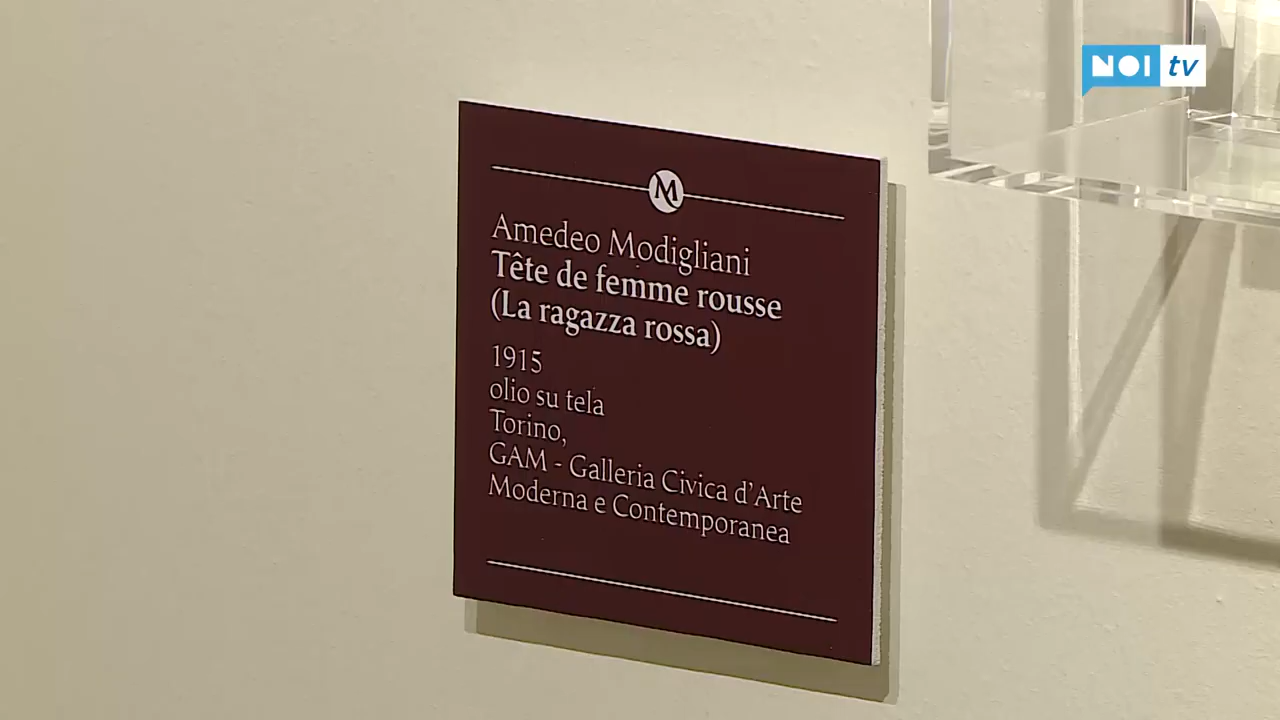 NOI tv
M
Amedeo Modigliani
Tête de femme rousse
(La ragazza rossa)
1915
olio su tela
Torino,
GAM - Galleria Civica d'Arte
Moderna e Contemporanea